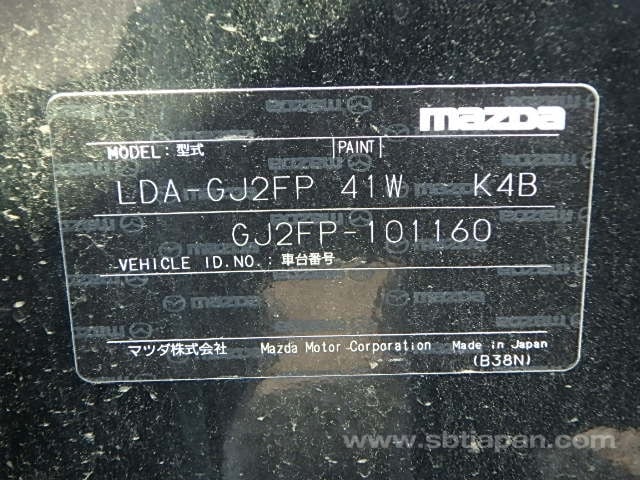 mazda
MODEL: 型式 PAINT
LDA-GJ2FP 41W K4B
GJ2FP-101160
VEHICLE ID.NO.: 車台番号
mazda
マツダ株式会社 Mazda Motor Corporation Made in Japan
(B38N)
www.sbtjapan.com